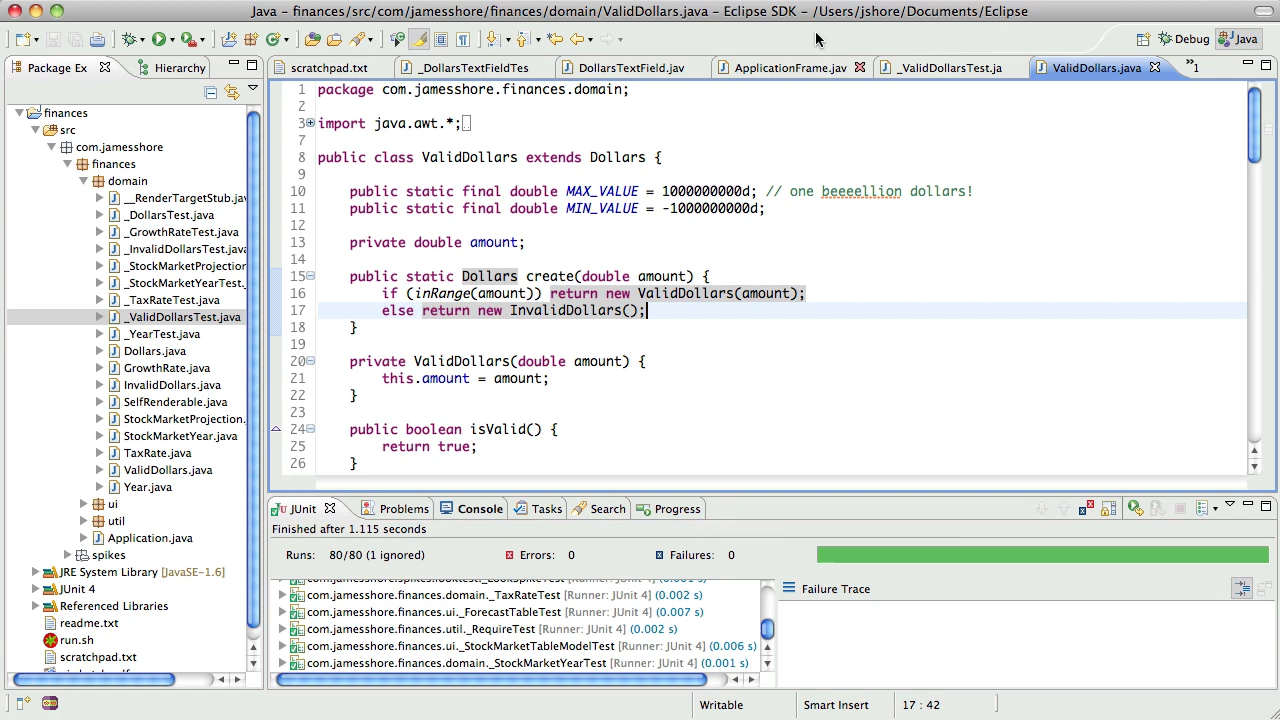 Java - finances/src/com/jamesshore/finances/domain/ValidDollars.java - Eclipse SDK - /Users/jshore/Documents/Eclipse
Debug
Java
Package Ex
Hierarchy
scratchpad.txt
_DollarsTextFieldTes
DollarsTextField.jav
ApplicationFrame.jav
_ValidDollarsTest.ja
ValidDollars.java
»1
finances
src
com.jamesshore
finances
domain
__RenderTargetStub.jav
_DollarsTest.java
_GrowthRateTest.java
_InvalidDollarsTest.java
_StockMarketProjection
_StockMarketYearTest.
_TaxRateTest.java
_ValidDollarsTest.java
_YearTest.java
Dollars.java
GrowthRate.java
InvalidDollars.java
SelfRenderable.java
StockMarketProjection.
StockMarketYear.java
TaxRate.java
ValidDollars.java
Year.java
ui
util
Application.java
spikes
JRE System Library [JavaSE-1.6]
JUnit 4
Referenced Libraries
readme.txt
run.sh
scratchpad.txt
1 package com.jamesshore.finances.domain;
2
3 import java.awt.*;
7
8 public class ValidDollars extends Dollars {
9
10 public static final double MAX_VALUE = 1000000000d; // one beeeellion dollars!
11 public static final double MIN_VALUE = -1000000000d;
12
13 private double amount;
14
15 public static Dollars create(double amount) {
16 if (inRange(amount)) return new ValidDollars(amount);
17 else return new InvalidDollars();
18 }
19
20 private ValidDollars(double amount) {
21 this.amount = amount;
22 }
23
24 public boolean isValid() {
25 return true;
26 }
JUnit
Problems
Console
Tasks
Search
Progress
Finished after 1.115 seconds
Runs: 80/80 (1 ignored)
Errors: 0
Failures: 0
com.jamesshore.finances.domain._TaxRateTest [Runner: JUnit 4] (0.002 s)
com.jamesshore.finances.ui._ForecastTableTest [Runner: JUnit 4] (0.007 s)
com.jamesshore.finances.util._RequireTest [Runner: JUnit 4] (0.002 s)
com.jamesshore.finances.ui._StockMarketTableModelTest [Runner: JUnit 4] (0.006 s)
com.jamesshore.finances.domain._StockMarketYearTest [Runner: JUnit 4] (0.001 s)
Failure Trace
Writable
Smart Insert
17 : 42